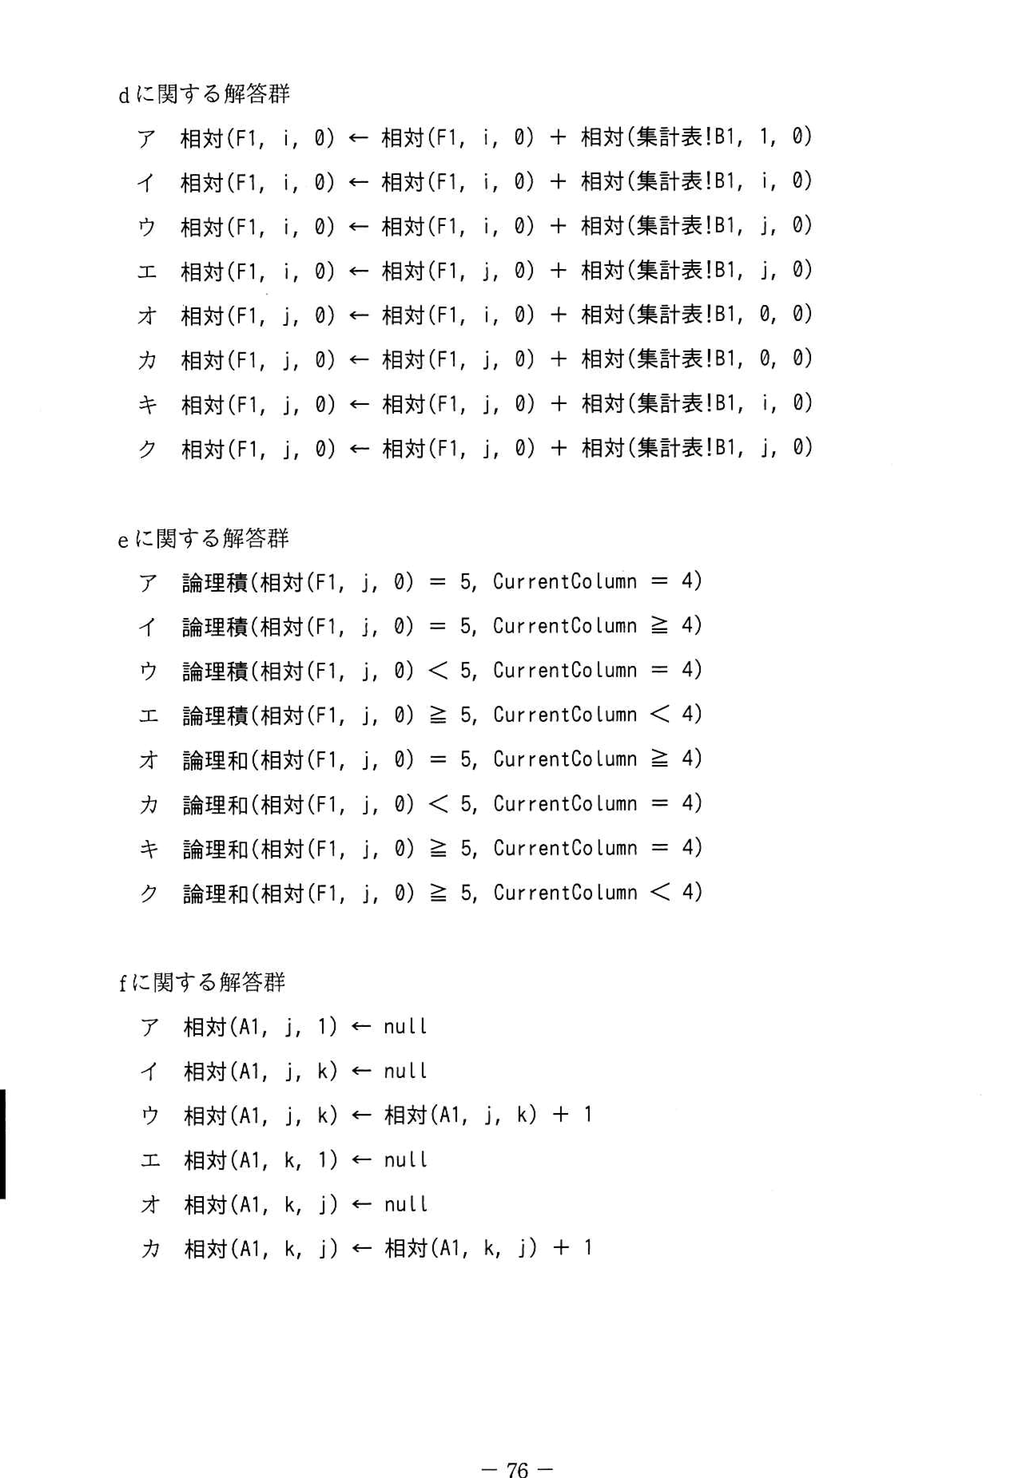 dに関する解答群
ア 相対(F1, i, 0) ← 相対(F1, i, 0) + 相対(集計表!B1, 1, 0)
イ 相対(F1, i, 0) ← 相対(F1, i, 0) + 相対(集計表!B1, i, 0)
ウ 相対(F1, i, 0) ← 相対(F1, i, 0) + 相対(集計表!B1, j, 0)
エ 相対(F1, i, 0) ← 相対(F1, j, 0) + 相対(集計表!B1, j, 0)
オ 相対(F1, j, 0) ← 相対(F1, i, 0) + 相対(集計表!B1, 0, 0)
カ 相対(F1, j, 0) ← 相対(F1, j, 0) + 相対(集計表!B1, 0, 0)
キ 相対(F1, j, 0) ← 相対(F1, j, 0) + 相対(集計表!B1, i, 0)
ク 相対(F1, j, 0) ← 相対(F1, j, 0) + 相対(集計表!B1, j, 0)
eに関する解答群
ア 論理積(相対(F1, j, 0) = 5, CurrentColumn = 4)
イ 論理積(相対(F1, j, 0) = 5, CurrentColumn ≧ 4)
ウ 論理積(相対(F1, j, 0) < 5, CurrentColumn = 4)
エ 論理積(相対(F1, j, 0) ≧ 5, CurrentColumn < 4)
オ 論理和(相対(F1, j, 0) = 5, CurrentColumn ≧ 4)
カ 論理和(相対(F1, j, 0) < 5, CurrentColumn = 4)
キ 論理和(相対(F1, j, 0) ≧ 5, CurrentColumn = 4)
ク 論理和(相対(F1, j, 0) ≧ 5, CurrentColumn < 4)
fに関する解答群
ア 相対(A1, j, 1) ← null
イ 相対(A1, j, k) ← null
ウ 相対(A1, j, k) ← 相対(A1, j, k) + 1
エ 相対(A1, k, 1) ← null
オ 相対(A1, k, j) ← null
カ 相対(A1, k, j) ← 相対(A1, k, j) + 1
— 76 —